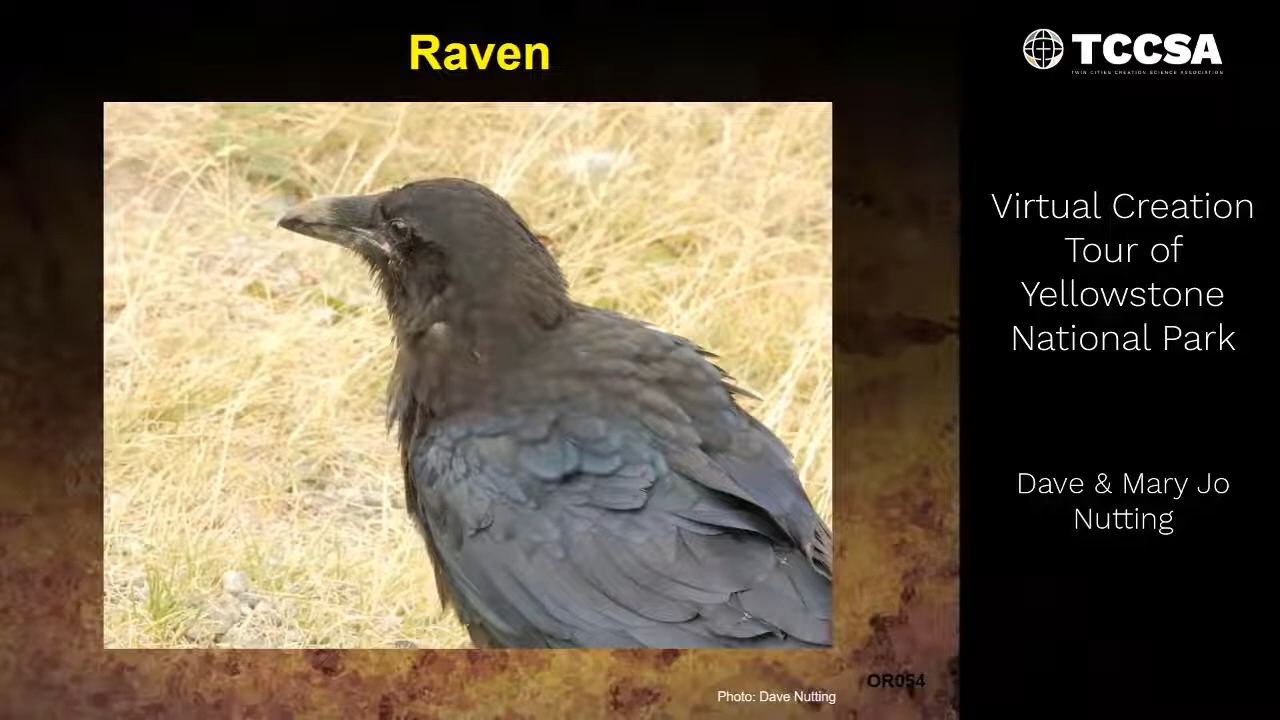 Raven
TCCSA
TWIN CITIES CREATION SCIENCE ASSOCIATION
Virtual Creation
Tour of
Yellowstone
National Park
Dave & Mary Jo
Nutting
OR054
Photo: Dave Nutting